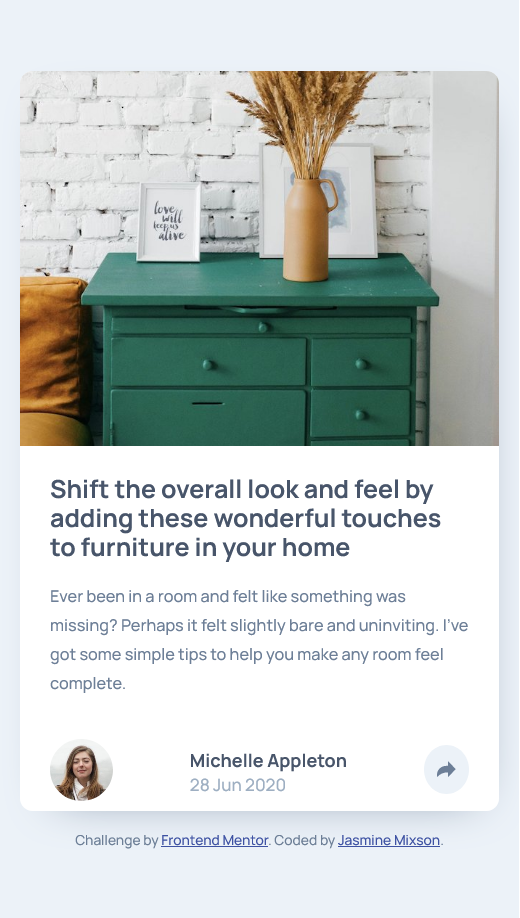 love
will
keep us
alive
Shift the overall look and feel by
adding these wonderful touches
to furniture in your home
Ever been in a room and felt like something was
missing? Perhaps it felt slightly bare and uninviting. I've
got some simple tips to help you make any room feel
complete.
Michelle Appleton
28 Jun 2020
Challenge by Frontend Mentor. Coded by Jasmine Mixson.